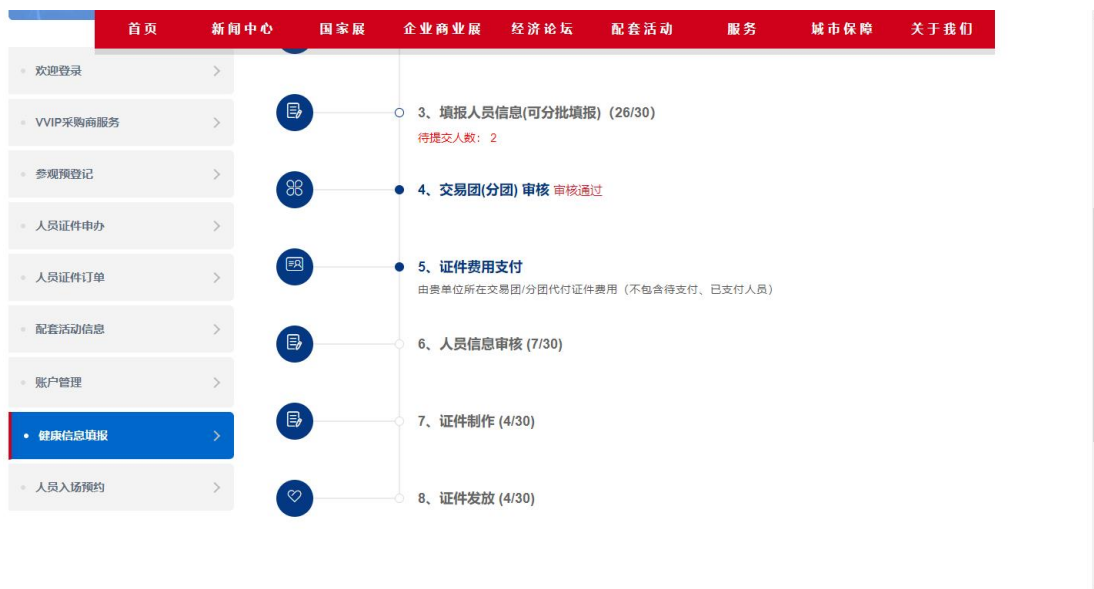 首页 新闻中心 国家展 企业商业展 经济论坛 配套活动 服务 城市保障 关于我们
欢迎登录
VVIP采购商服务
参观预登记
人员证件申办
人员证件订单
配套活动信息
账户管理
健康信息填报
人员入场预约
3、填报人员信息(可分批填报)（26/30）
待提交人数： 2
4、交易团(分团) 审核 审核通过
5、证件费用支付
由贵单位所在交易团/分团代付证件费用（不包含待支付、已支付人员）
6、人员信息审核 (7/30)
7、证件制作 (4/30)
8、证件发放 (4/30)